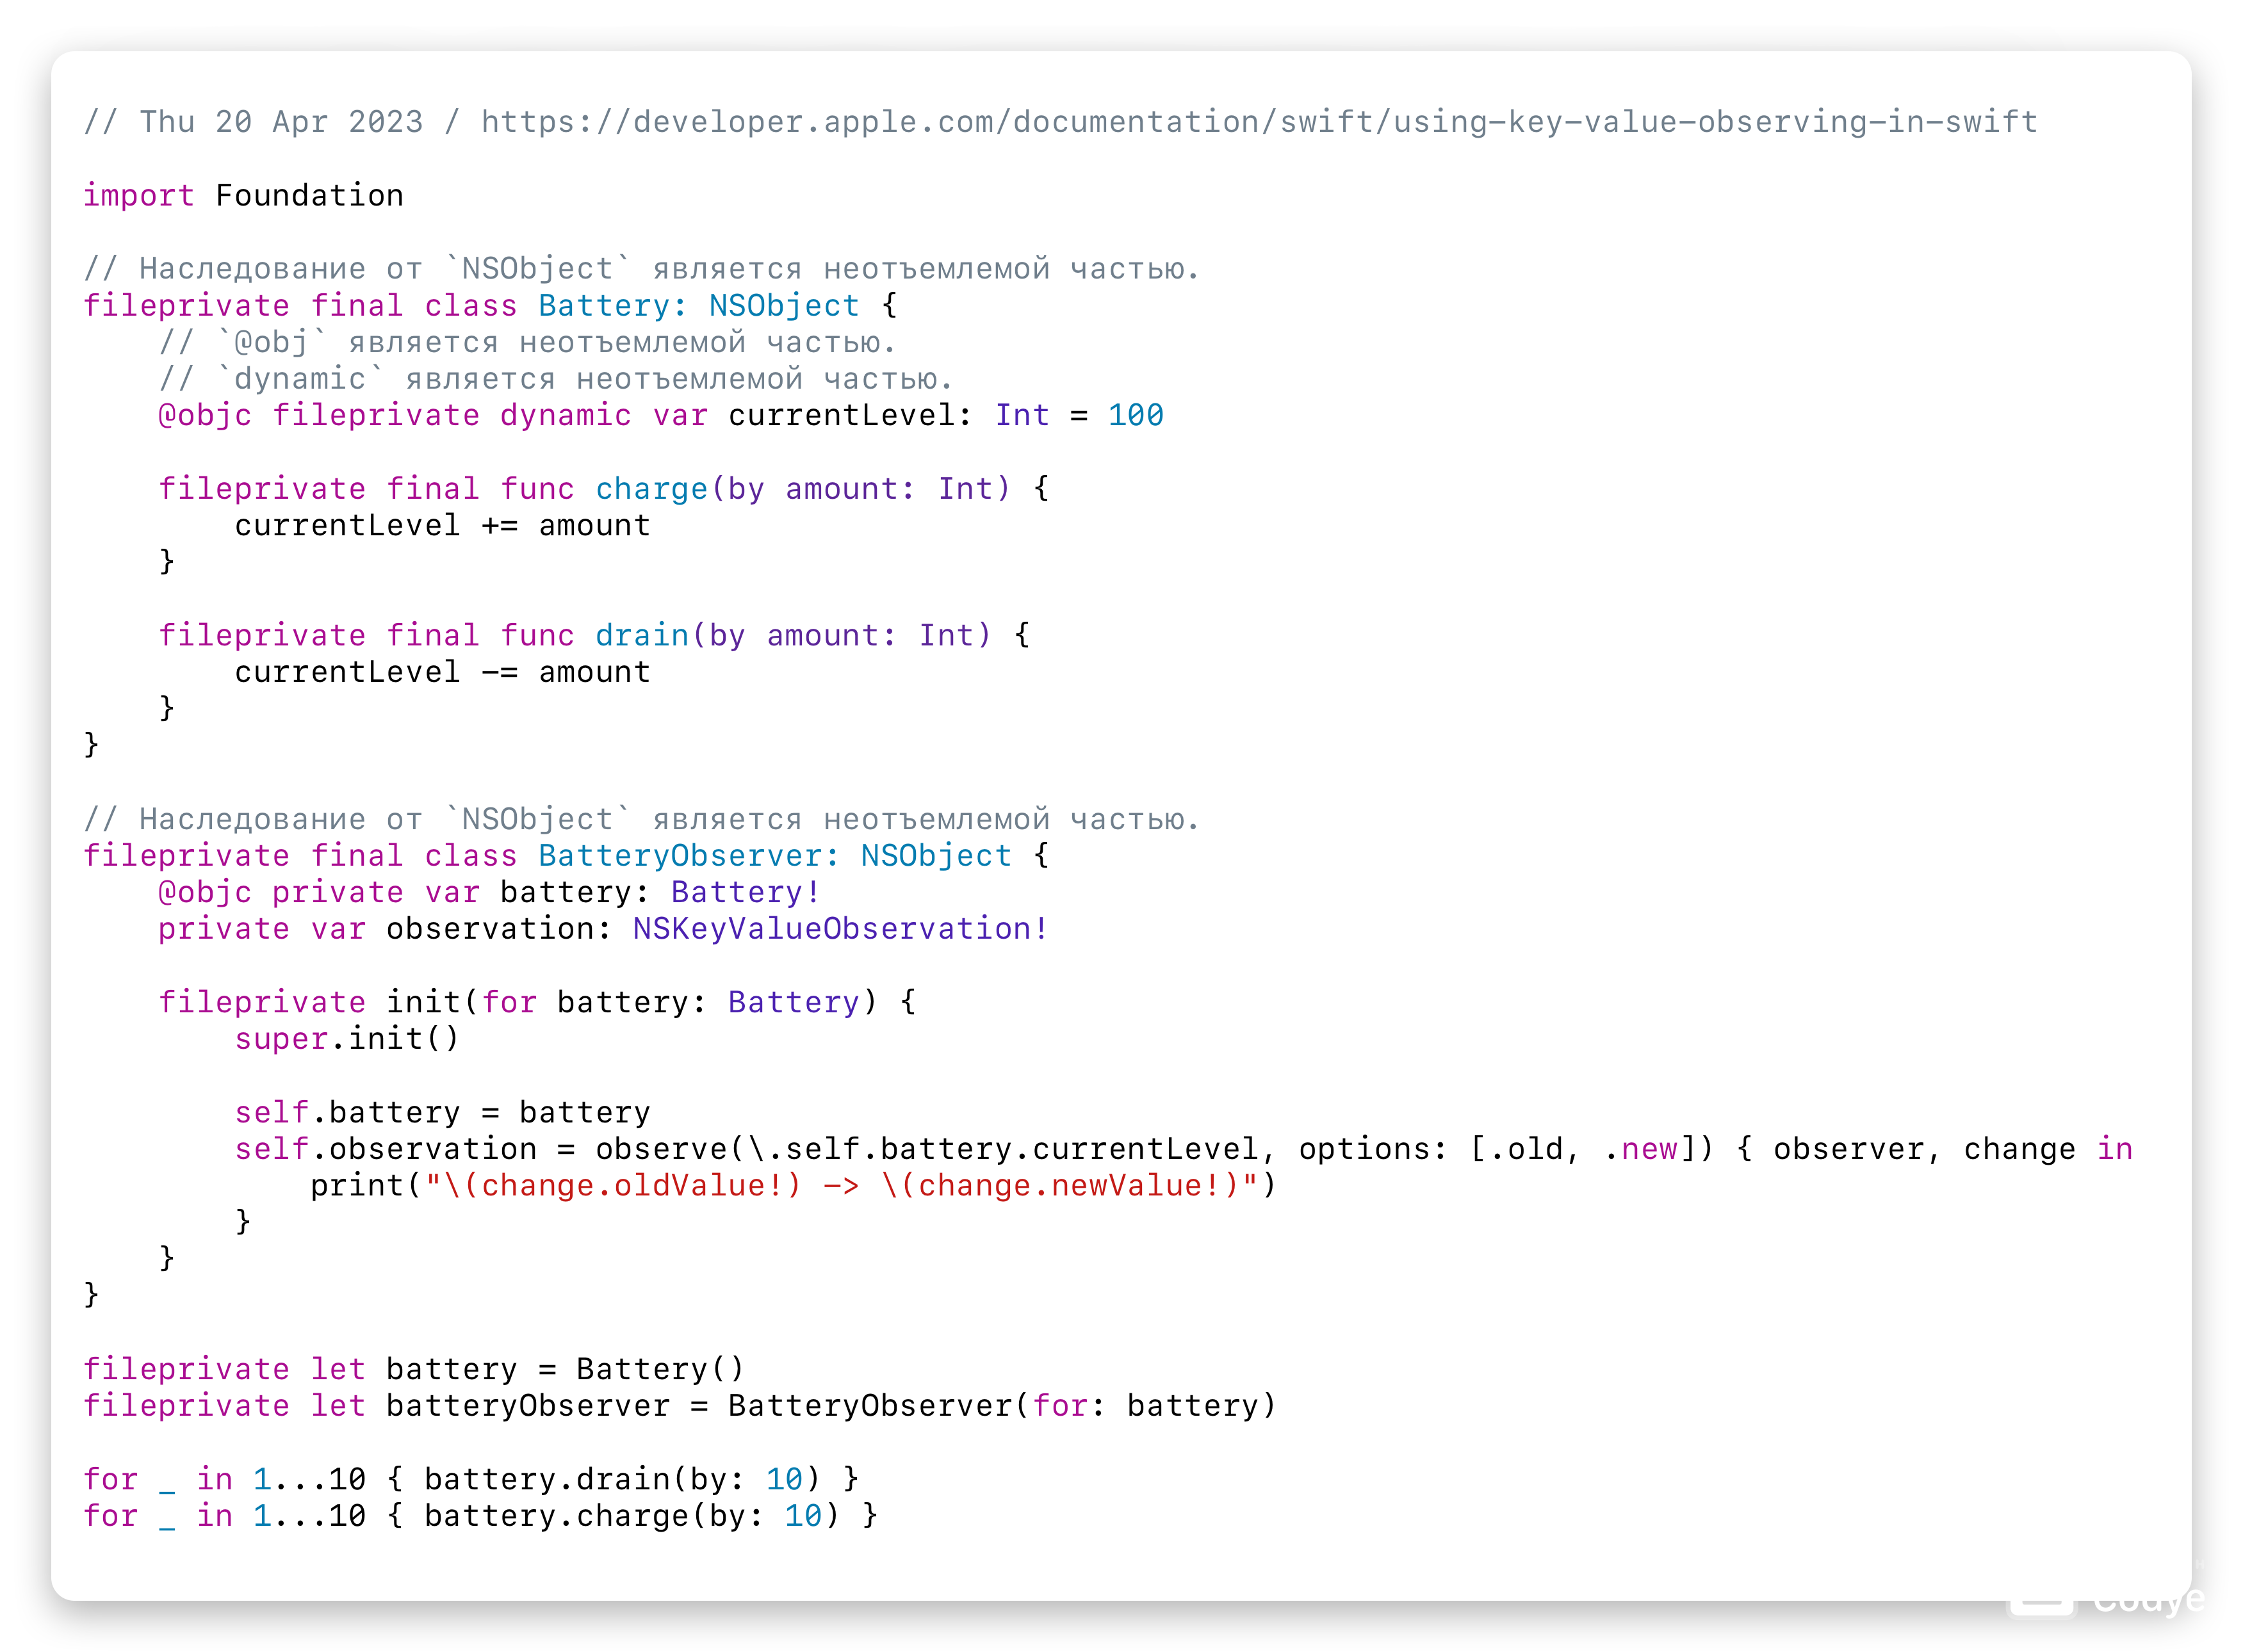 // Thu 20 Apr 2023 / https://developer.apple.com/documentation/swift/using-key-value-observing-in-swift
import Foundation
// Наследование от `NSObject` является неотъемлемой частью.
fileprivate final class Battery: NSObject {
// `@obj` является неотъемлемой частью.
// `dynamic` является неотъемлемой частью.
@objc fileprivate dynamic var currentLevel: Int = 100
fileprivate final func charge(by amount: Int) {
currentLevel += amount
}
fileprivate final func drain(by amount: Int) {
currentLevel -= amount
}
}
// Наследование от `NSObject` является неотъемлемой частью.
fileprivate final class BatteryObserver: NSObject {
@objc private var battery: Battery!
private var observation: NSKeyValueObservation!
fileprivate init(for battery: Battery) {
super.init()
self.battery = battery
self.observation = observe(\.self.battery.currentLevel, options: [.old, .new]) { observer, change in
print("\(change.oldValue!) -> \(change.newValue!)")
}
}
}
fileprivate let battery = Battery()
fileprivate let batteryObserver = BatteryObserver(for: battery)
for _ in 1...10 { battery.drain(by: 10) }
for _ in 1...10 { battery.charge(by: 10) }
Codye